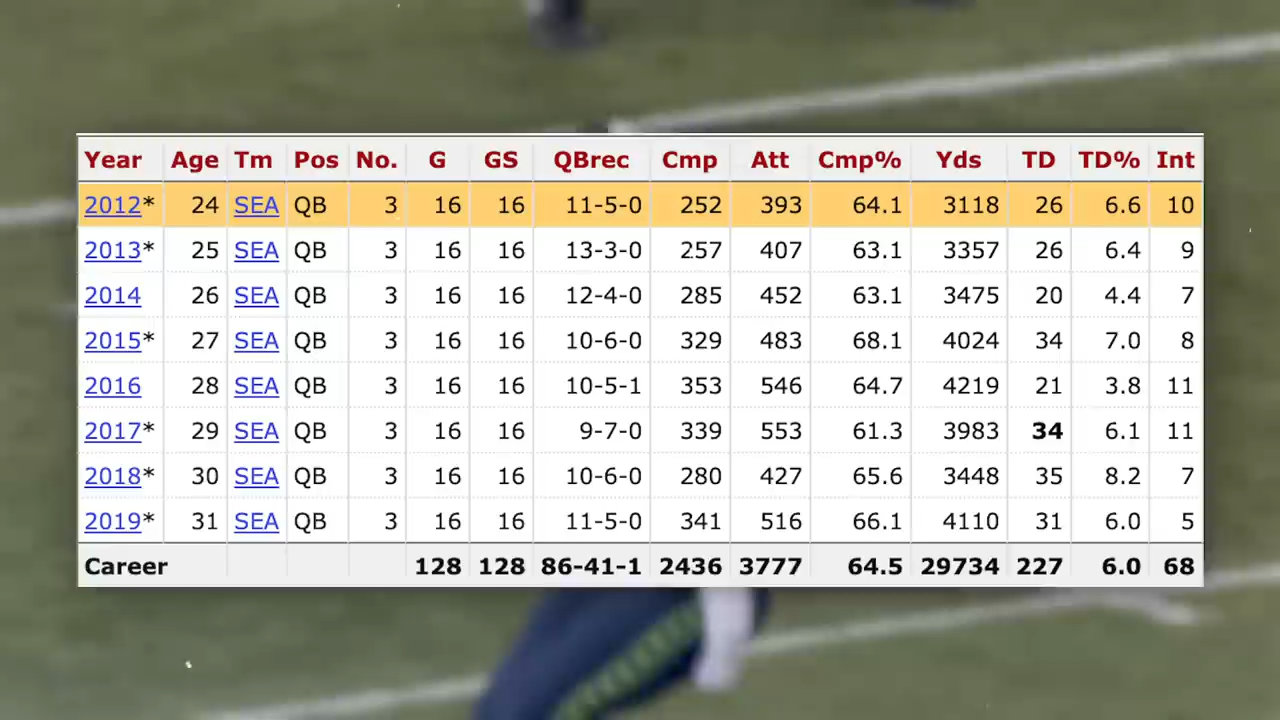 Year Age Tm Pos No. G GS QBrec Cmp Att Cmp% Yds TD TD% Int
2012* 24 SEA QB 3 16 16 11-5-0 252 393 64.1 3118 26 6.6 10
2013* 25 SEA QB 3 16 16 13-3-0 257 407 63.1 3357 26 6.4 9
2014 26 SEA QB 3 16 16 12-4-0 285 452 63.1 3475 20 4.4 7
2015* 27 SEA QB 3 16 16 10-6-0 329 483 68.1 4024 34 7.0 8
2016 28 SEA QB 3 16 16 10-5-1 353 546 64.7 4219 21 3.8 11
2017* 29 SEA QB 3 16 16 9-7-0 339 553 61.3 3983 34 6.1 11
2018* 30 SEA QB 3 16 16 10-6-0 280 427 65.6 3448 35 8.2 7
2019* 31 SEA QB 3 16 16 11-5-0 341 516 66.1 4110 31 6.0 5
Career 128 128 86-41-1 2436 3777 64.5 29734 227 6.0 68